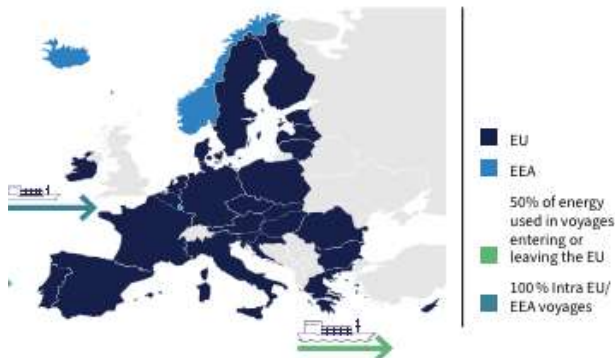 EU
EEA
50% of energy
used in voyages
entering or
leaving the EU
100 % Intra EU/
EEA voyages